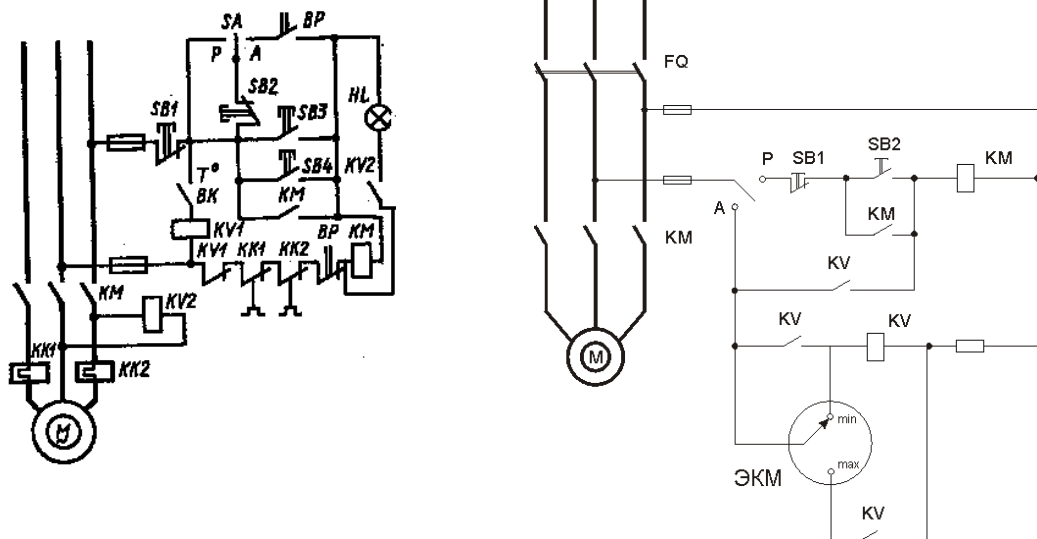 SA
BP
P
A
SB2
SB1
SB3
HL
T°
BK
SB4
KV2
KM
KV1
KV1
KK1
KK2
BP
KM
KM
KV2
KK1
KK2
M
FQ
P
SB1
SB2
KM
A
KM
KM
KV
KV
KV
M
min
max
ЭКМ
KV